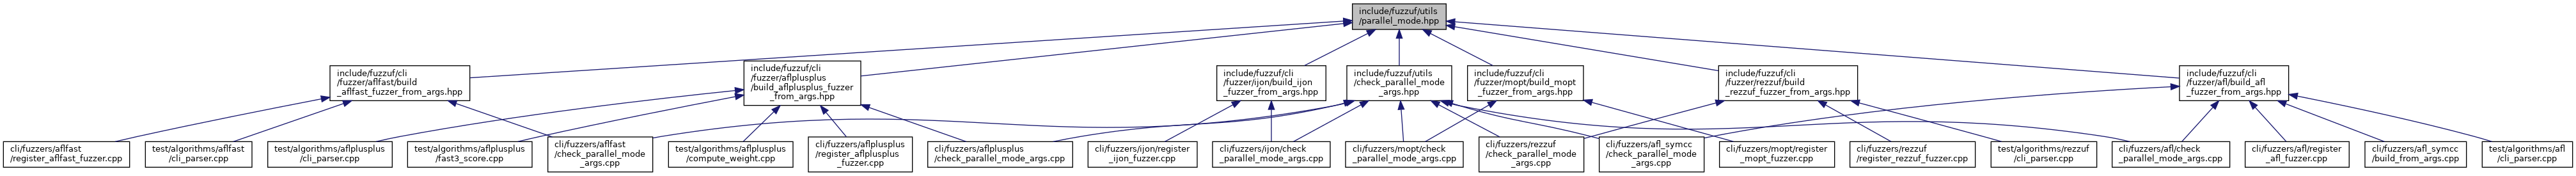 include/fuzzuf/utils
/parallel_mode.hpp
include/fuzzuf/cli
/fuzzer/aflfast/build
_aflfast_fuzzer_from_args.hpp
include/fuzzuf/cli
/fuzzer/aflplusplus
/build_aflplusplus_fuzzer
_from_args.hpp
include/fuzzuf/cli
/fuzzer/ijon/build_ijon
_fuzzer_from_args.hpp
include/fuzzuf/utils
/check_parallel_mode
_args.hpp
include/fuzzuf/cli
/fuzzer/mopt/build_mopt
_fuzzer_from_args.hpp
include/fuzzuf/cli
/fuzzer/rezzuf/build
_rezzuf_fuzzer_from_args.hpp
include/fuzzuf/cli
/fuzzer/afl/build_afl
_fuzzer_from_args.hpp
cli/fuzzers/aflfast
/register_aflfast_fuzzer.cpp
test/algorithms/aflfast
/cli_parser.cpp
test/algorithms/aflplusplus
/cli_parser.cpp
test/algorithms/aflplusplus
/fast3_score.cpp
cli/fuzzers/aflfast
/check_parallel_mode
_args.cpp
test/algorithms/aflplusplus
/compute_weight.cpp
cli/fuzzers/aflplusplus
/register_aflplusplus
_fuzzer.cpp
cli/fuzzers/aflplusplus
/check_parallel_mode_args.cpp
cli/fuzzers/ijon/register
_ijon_fuzzer.cpp
cli/fuzzers/ijon/check
_parallel_mode_args.cpp
cli/fuzzers/mopt/check
_parallel_mode_args.cpp
cli/fuzzers/rezzuf
/check_parallel_mode
_args.cpp
cli/fuzzers/afl_symcc
/check_parallel_mode
_args.cpp
cli/fuzzers/mopt/register
_mopt_fuzzer.cpp
cli/fuzzers/rezzuf
/register_rezzuf_fuzzer.cpp
test/algorithms/rezzuf
/cli_parser.cpp
cli/fuzzers/afl/check
_parallel_mode_args.cpp
cli/fuzzers/afl/register
_afl_fuzzer.cpp
cli/fuzzers/afl_symcc
/build_from_args.cpp
test/algorithms/afl
/cli_parser.cpp